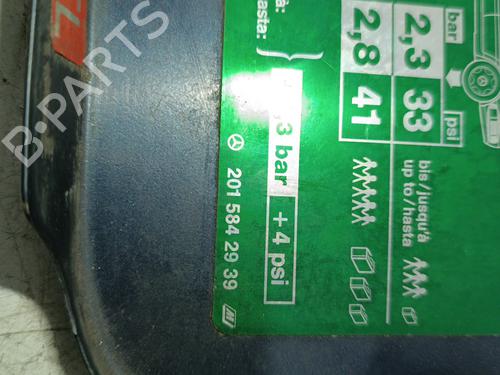 B-PARTS
bar
psi
2,3
33
2,8
41
bis/jusqu'à
up to/hasta
à:
hasta:
,3 bar
+4 psi
201 584 29 39